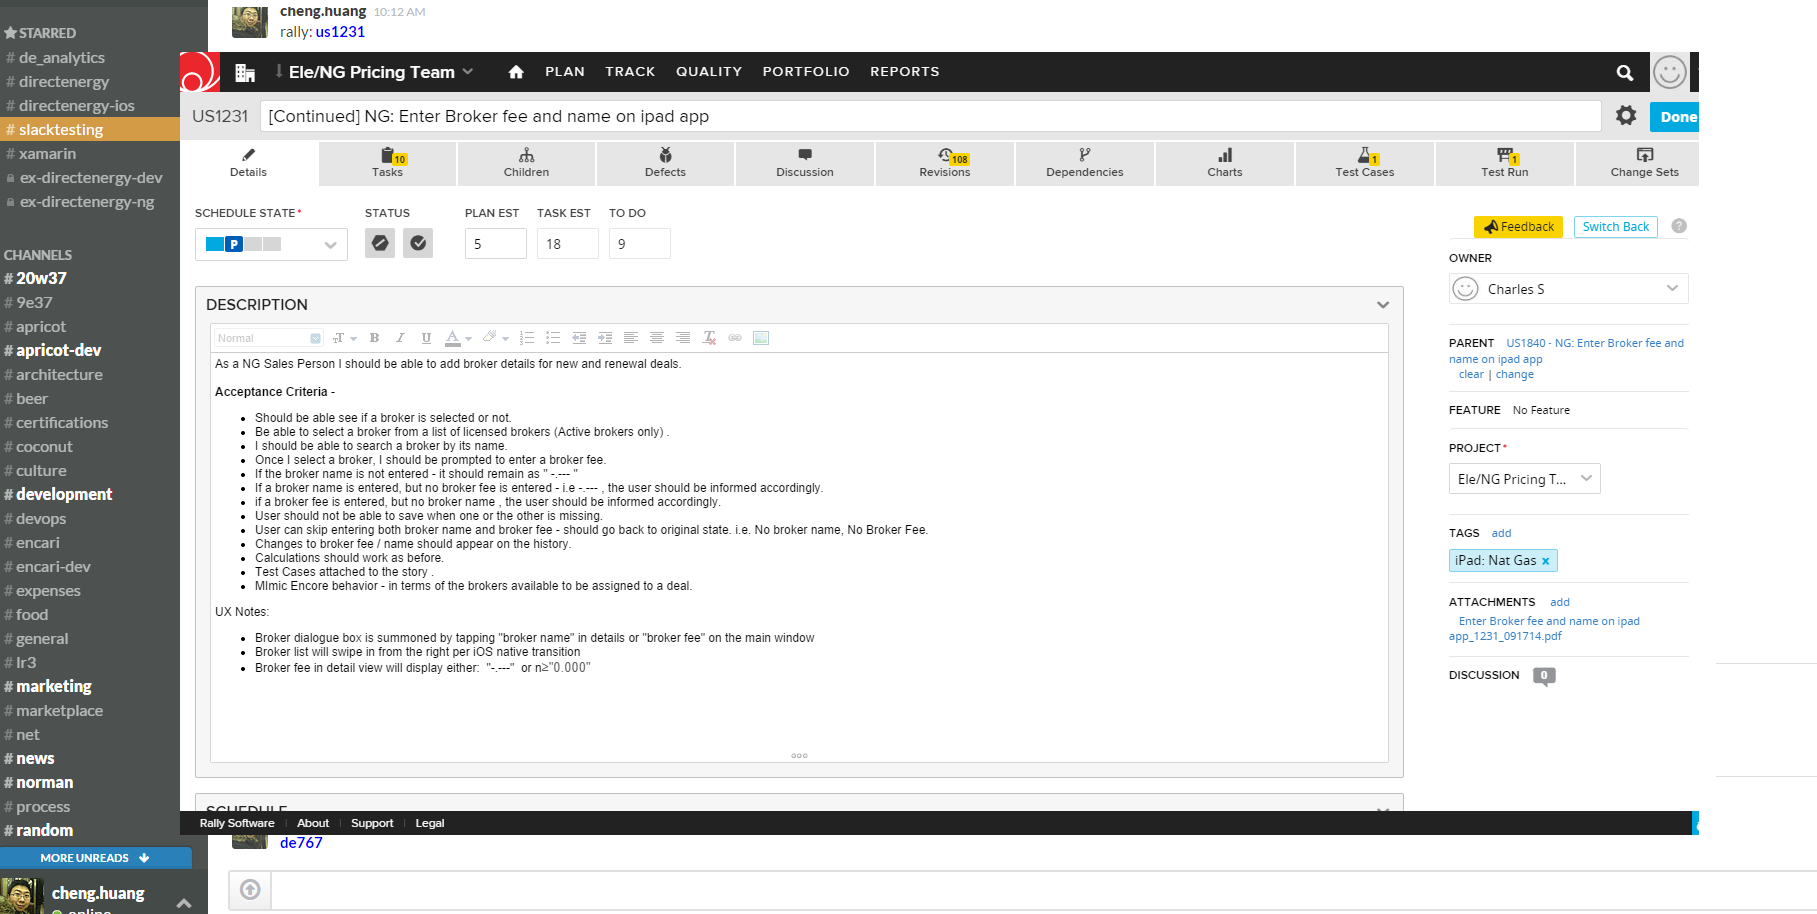 STARRED
# de_analytics
# directenergy
# directenergy-ios
# slacktesting
# xamarin
ex-directenergy-dev
ex-directenergy-ng
CHANNELS
# 20w37
# 9e37
# apricot
# apricot-dev
# architecture
# beer
# certifications
# coconut
# culture
# development
# devops
# encari
# encari-dev
# expenses
# food
# general
# lr3
# marketing
# marketplace
# net
# news
# norman
# process
# random
MORE UNREADS
cheng.huang
online
cheng.huang 10:12 AM
rally: us1231
Ele/NG Pricing Team PLAN TRACK QUALITY PORTFOLIO REPORTS
US1231 [Continued] NG: Enter Broker fee and name on ipad app Done
Details Tasks 10 Children Defects Discussion Revisions 108 Dependencies Charts Test Cases 1 Test Run 1 Change Sets
SCHEDULE STATE * STATUS PLAN EST TASK EST TO DO
P 5 18 9
DESCRIPTION
Normal T B I U A
As a NG Sales Person I should be able to add broker details for new and renewal deals.
Acceptance Criteria -
• Should be able see if a broker is selected or not.
• Be able to select a broker from a list of licensed brokers (Active brokers only) .
• I should be able to search a broker by its name.
• Once I select a broker, I should be prompted to enter a broker fee.
• If the broker name is not entered - it should remain as " -.--- "
• If a broker name is entered, but no broker fee is entered - i.e -.--- , the user should be informed accordingly.
• if a broker fee is entered, but no broker name , the user should be informed accordingly.
• User should not be able to save when one or the other is missing.
• User can skip entering both broker name and broker fee - should go back to original state. i.e. No broker name, No Broker Fee.
• Changes to broker fee / name should appear on the history.
• Calculations should work as before.
• Test Cases attached to the story .
• MImic Encore behavior - in terms of the brokers available to be assigned to a deal.
UX Notes:
• Broker dialogue box is summoned by tapping "broker name" in details or "broker fee" on the main window
• Broker list will swipe in from the right per iOS native transition
• Broker fee in detail view will display either: "-.---" or n≥"0.000"
SCHEDULE
Feedback Switch Back ?
OWNER
Charles S
PARENT US1840 - NG: Enter Broker fee and
name on ipad app
clear | change
FEATURE No Feature
PROJECT *
Ele/NG Pricing T...
TAGS add
iPad: Nat Gas ×
ATTACHMENTS add
Enter Broker fee and name on ipad
app_1231_091714.pdf
DISCUSSION 0
Rally Software | About | Support | Legal
de767